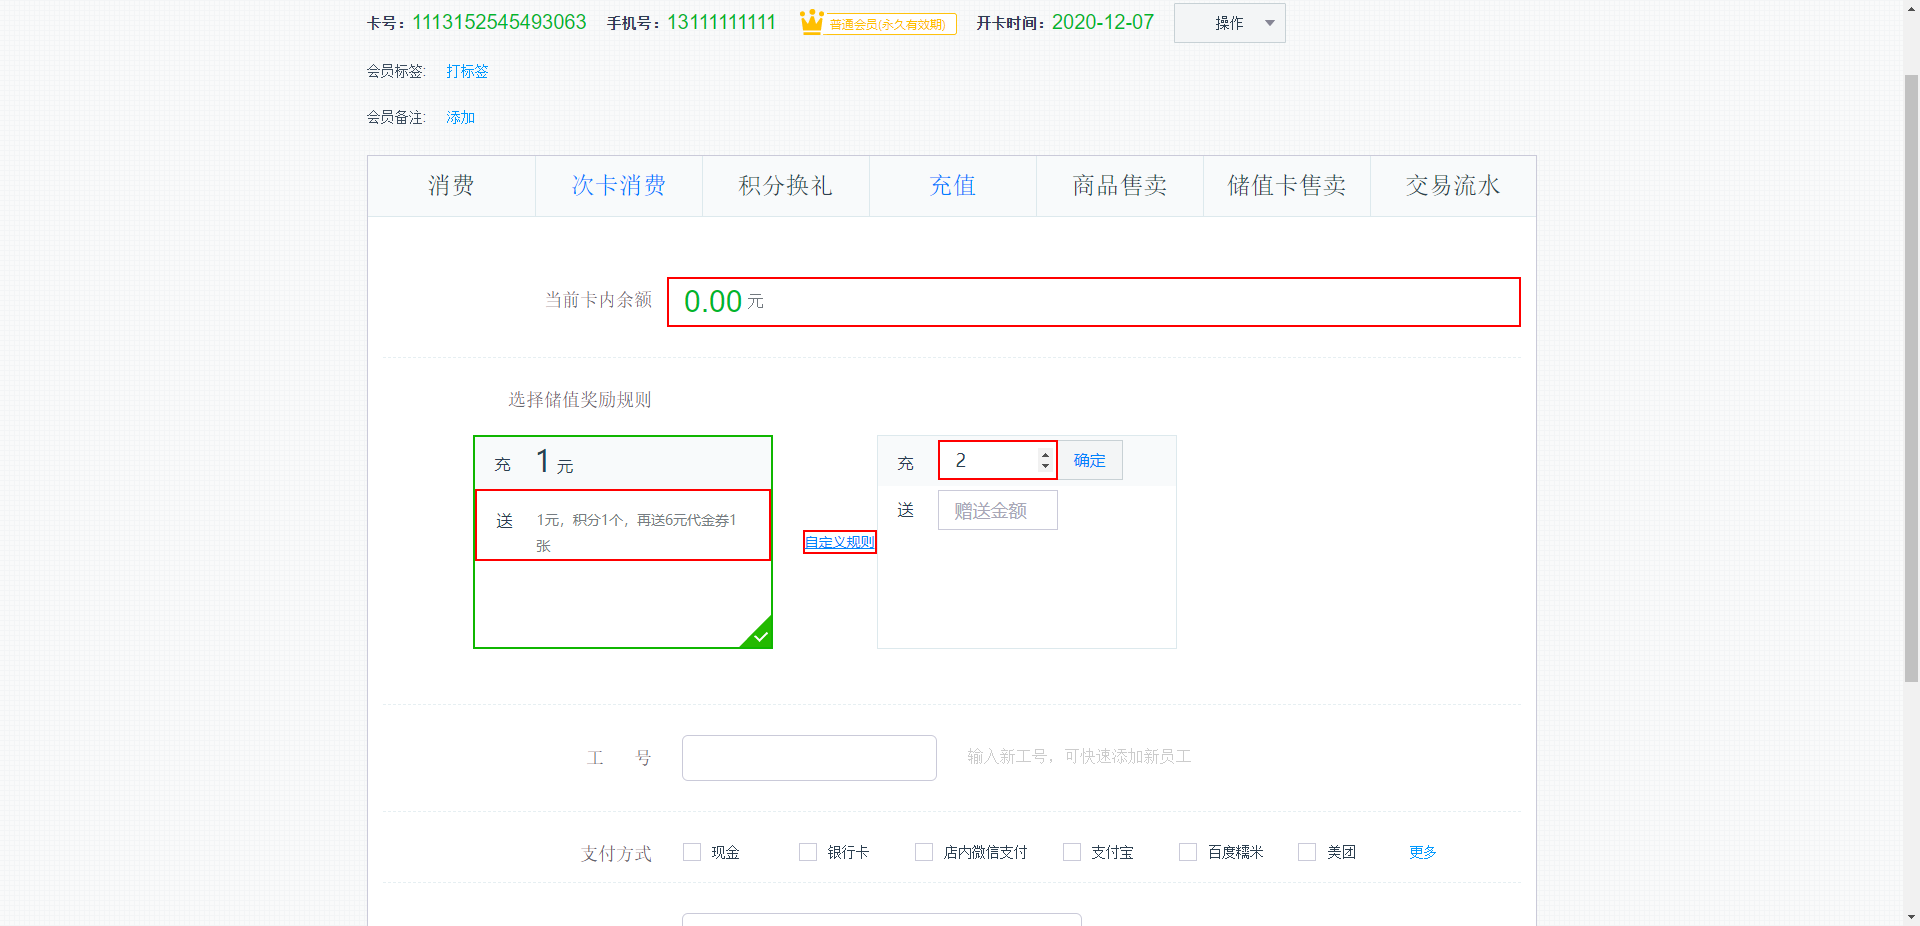 卡号：1113152545493063 手机号：13111111111 普通会员(永久有效期) 开卡时间：2020-12-07 操作
会员标签: 打标签
会员备注: 添加
消费 次卡消费 积分换礼 充值 商品售卖 储值卡售卖 交易流水
当前卡内余额 0.00 元
选择储值奖励规则
充 1 元
送 1元，积分1个，再送6元代金券1
张
自定义规则
充 2 确定
送 赠送金额
工 号 输入新工号，可快速添加新员工
支付方式 现金 银行卡 店内微信支付 支付宝 百度糯米 美团 更多